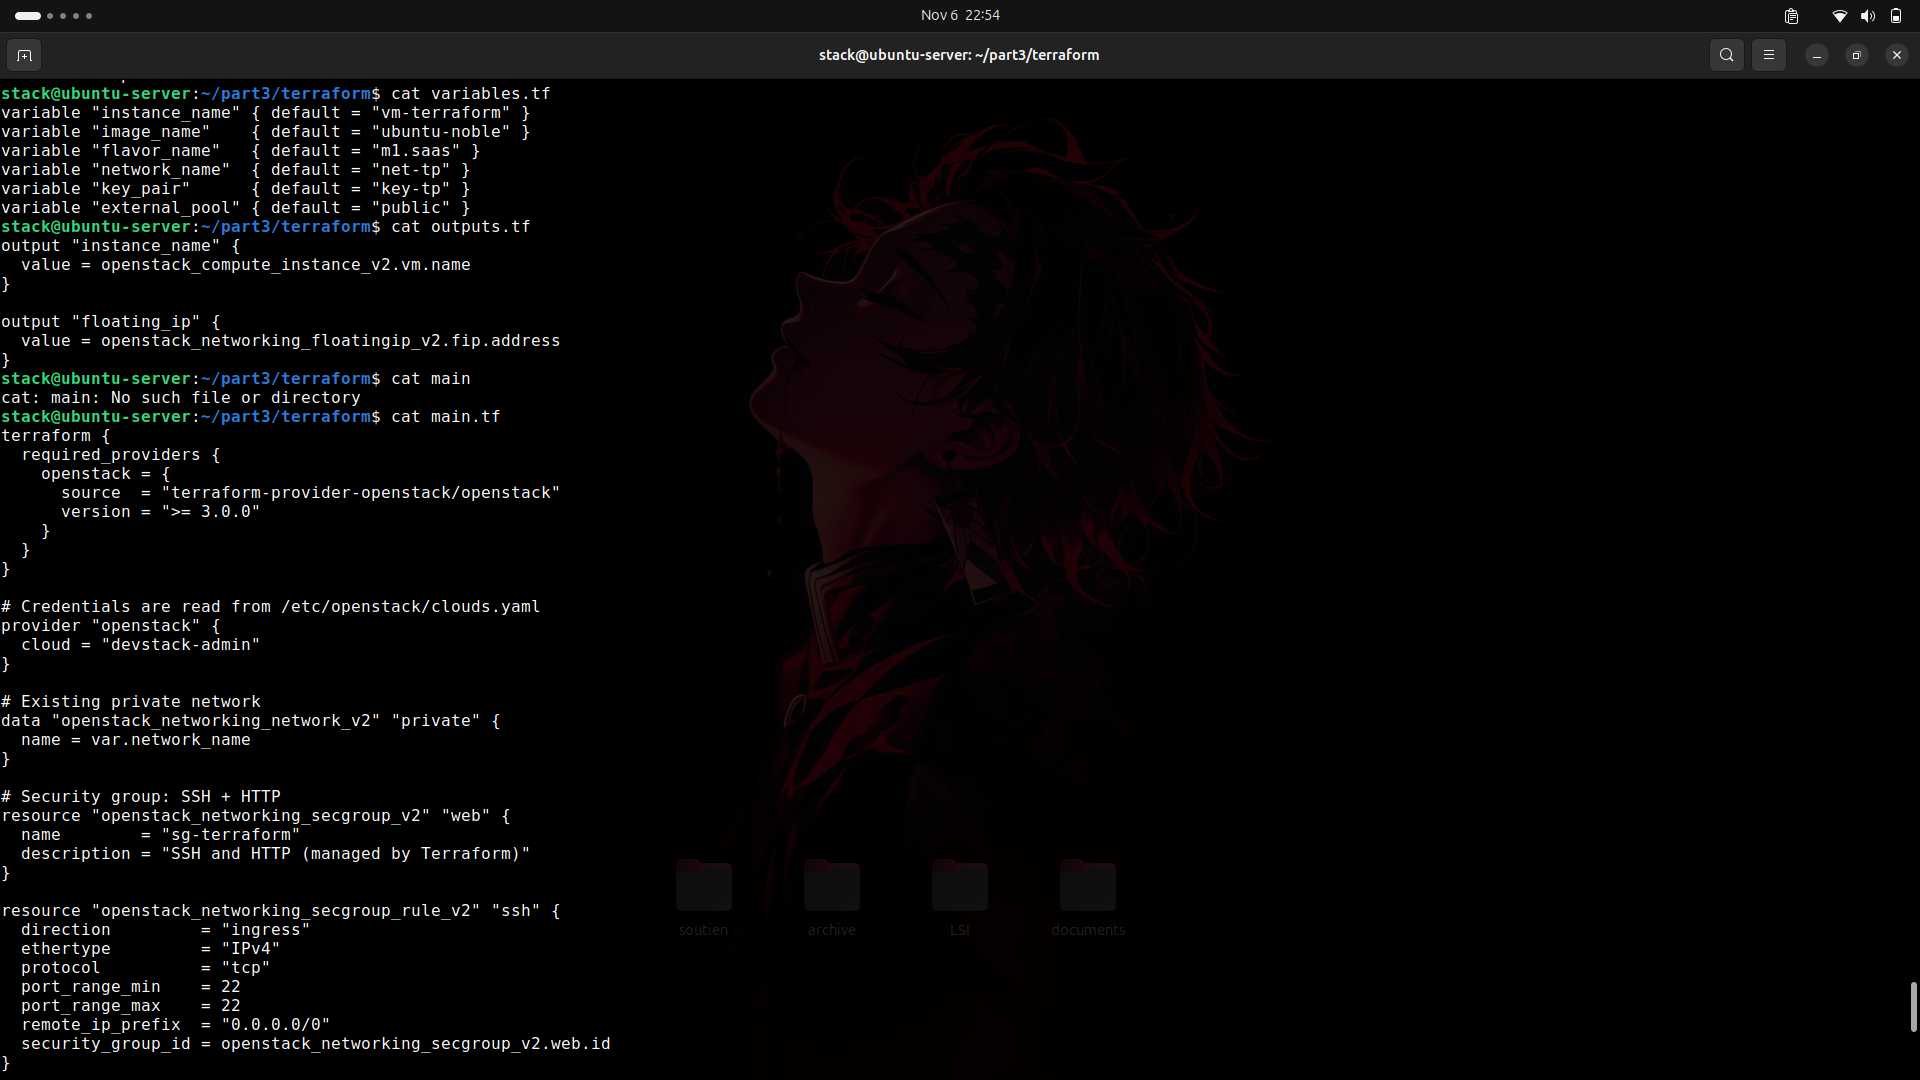 Nov 6  22:54
stack@ubuntu-server: ~/part3/terraform
stack@ubuntu-server:~/part3/terraform$ cat variables.tf
variable "instance_name" { default = "vm-terraform" }
variable "image_name"    { default = "ubuntu-noble" }
variable "flavor_name"   { default = "m1.saas" }
variable "network_name"  { default = "net-tp" }
variable "key_pair"      { default = "key-tp" }
variable "external_pool" { default = "public" }
stack@ubuntu-server:~/part3/terraform$ cat outputs.tf
output "instance_name" {
  value = openstack_compute_instance_v2.vm.name
}

output "floating_ip" {
  value = openstack_networking_floatingip_v2.fip.address
}
stack@ubuntu-server:~/part3/terraform$ cat main
cat: main: No such file or directory
stack@ubuntu-server:~/part3/terraform$ cat main.tf
terraform {
  required_providers {
    openstack = {
      source  = "terraform-provider-openstack/openstack"
      version = ">= 3.0.0"
    }
  }
}

# Credentials are read from /etc/openstack/clouds.yaml
provider "openstack" {
  cloud = "devstack-admin"
}

# Existing private network
data "openstack_networking_network_v2" "private" {
  name = var.network_name
}

# Security group: SSH + HTTP
resource "openstack_networking_secgroup_v2" "web" {
  name        = "sg-terraform"
  description = "SSH and HTTP (managed by Terraform)"
}

resource "openstack_networking_secgroup_rule_v2" "ssh" {
  direction         = "ingress"
  ethertype         = "IPv4"
  protocol          = "tcp"
  port_range_min    = 22
  port_range_max    = 22
  remote_ip_prefix  = "0.0.0.0/0"
  security_group_id = openstack_networking_secgroup_v2.web.id
}
soutien
archive
LSI
documents